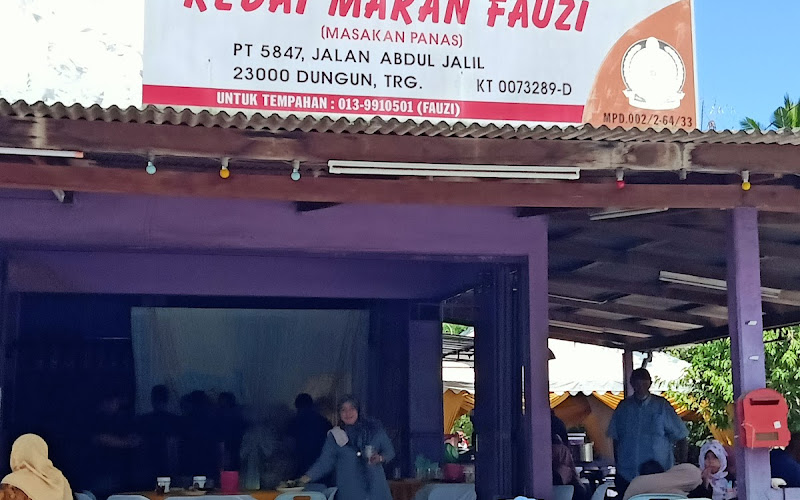 KEDAI MAKAN FAUZI
(MASAKAN PANAS)
PT 5847, JALAN ABDUL JALIL
23000 DUNGUN, TRG.
KT 0073289-D
UNTUK TEMPAHAN : 013-9910501 (FAUZI)
MPD.002/2-64/33